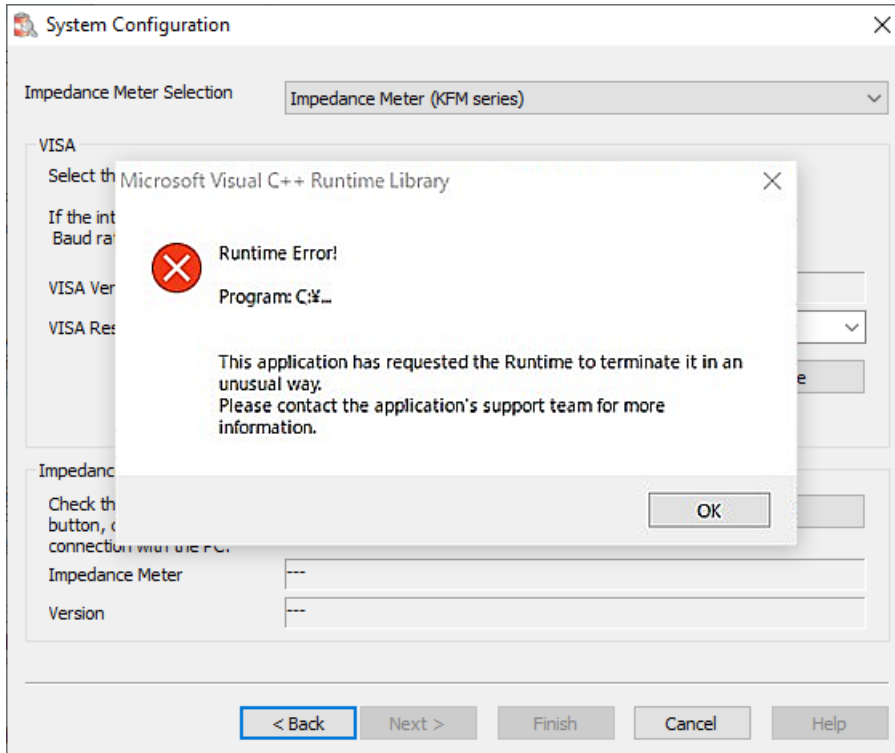 System Configuration
Impedance Meter Selection
Impedance Meter (KFM series)
VISA
Select th
If the int
Baud ra
VISA Ver
VISA Res
e
Microsoft Visual C++ Runtime Library
Runtime Error!
Program: C:¥...
This application has requested the Runtime to terminate it in an
unusual way.
Please contact the application's support team for more
information.
OK
Impedanc
Check th
button, c
connection with the PC.
Impedance Meter
---
Version
---
< Back
Next >
Finish
Cancel
Help